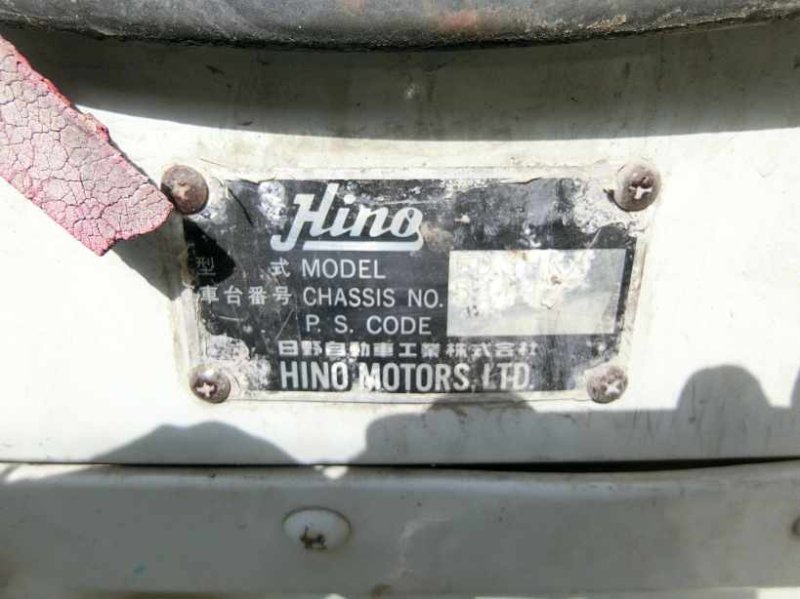 Hino
型式 MODEL
車台番号 CHASSIS NO.
P. S. CODE
日野自動車工業株式会社
HINO MOTORS, LTD.